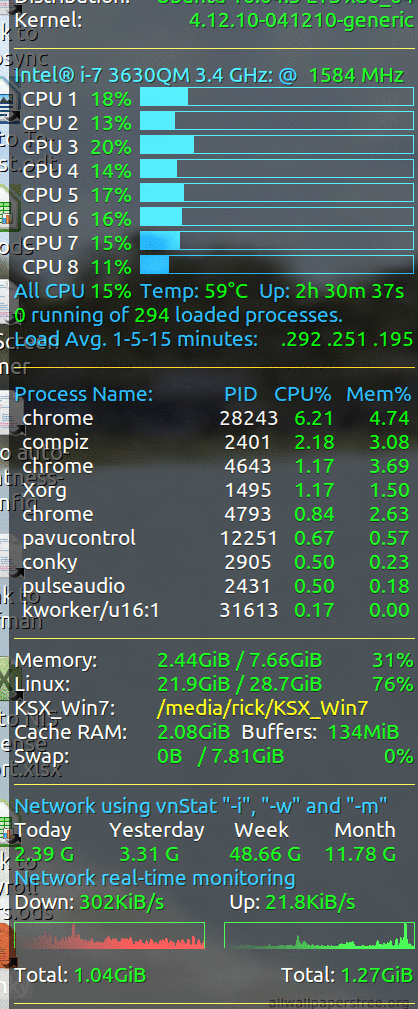 Kernel: 4.12.10-041210-generic
Intel® i-7 3630QM 3.4 GHz: @ 1584 MHz
CPU 1 18%
CPU 2 13%
CPU 3 20%
CPU 4 14%
CPU 5 17%
CPU 6 16%
CPU 7 15%
CPU 8 11%
All CPU 15% Temp: 59°C Up: 2h 30m 37s
0 running of 294 loaded processes.
Load Avg. 1-5-15 minutes: .292 .251 .195
Process Name: PID CPU% Mem%
chrome 28243 6.21 4.74
compiz 2401 2.18 3.08
chrome 4643 1.17 3.69
Xorg 1495 1.17 1.50
chrome 4793 0.84 2.63
pavucontrol 12251 0.67 0.57
conky 2905 0.50 0.23
pulseaudio 2431 0.50 0.18
kworker/u16:1 31613 0.17 0.00
Memory: 2.44GiB / 7.66GiB 31%
Linux: 21.9GiB / 28.7GiB 76%
KSX_Win7: /media/rick/KSX_Win7
Cache RAM: 2.08GiB Buffers: 134MiB
Swap: 0B / 7.81GiB 0%
Network using vnStat "-i", "-w" and "-m"
Today Yesterday Week Month
2.39 G 3.31 G 48.66 G 11.78 G
Network real-time monitoring
Down: 302KiB/s Up: 21.8KiB/s
Total: 1.04GiB Total: 1.27GiB
allwallpaperstree.org